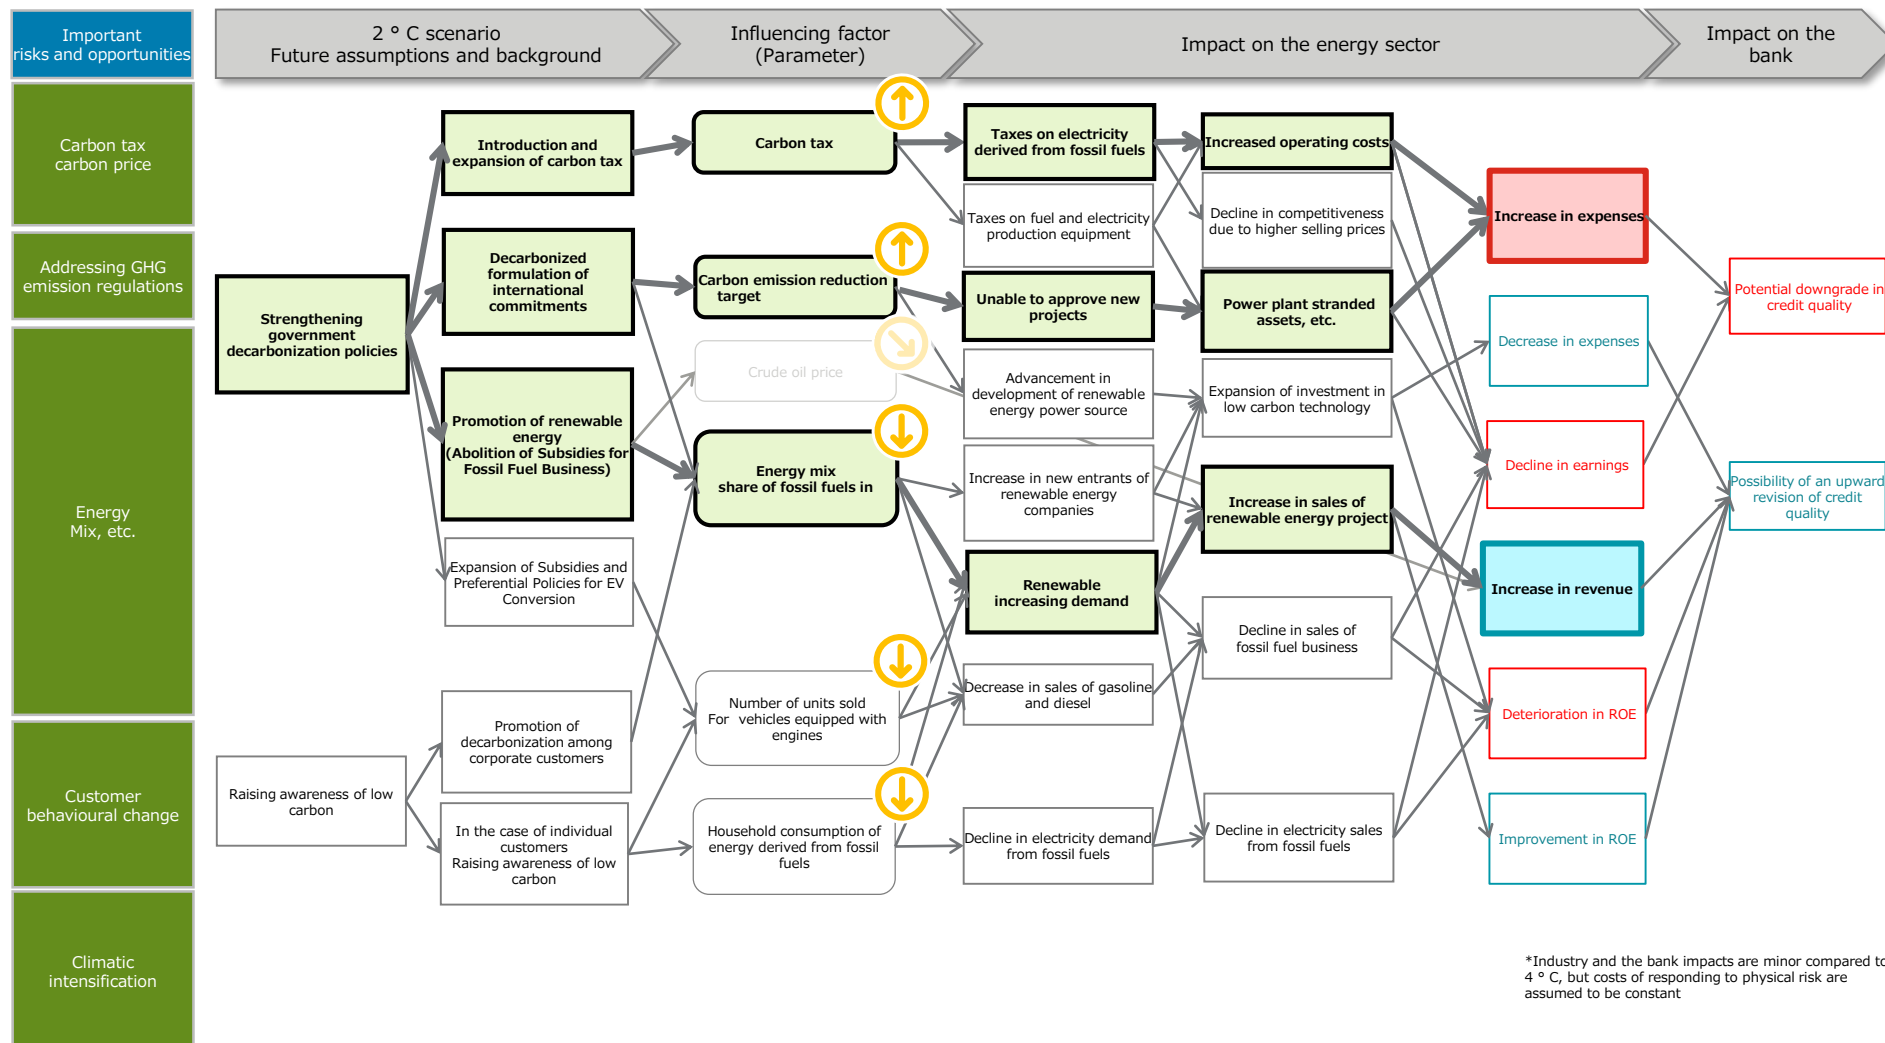 Important
risks and opportunities
2 ° C scenario
Future assumptions and background
Influencing factor
(Parameter)
Impact on the energy sector
Impact on the
bank
Carbon tax
carbon price
Addressing GHG
emission regulations
Energy
Mix, etc.
Customer
behavioural change
Climatic
intensification
Strengthening
government
decarbonization policies
Raising awareness of low
carbon
Introduction and
expansion of carbon tax
Decarbonized
formulation of
international
commitments
Promotion of renewable
energy
(Abolition of Subsidies for
Fossil Fuel Business)
Expansion of Subsidies and
Preferential Policies for EV
Conversion
Promotion of
decarbonization among
corporate customers
In the case of individual
customers
Raising awareness of low
carbon
Carbon tax
Carbon emission reduction
target
Crude oil price
Energy mix
share of fossil fuels in
Number of units sold
For vehicles equipped with
engines
Household consumption of
energy derived from fossil
fuels
Taxes on electricity
derived from fossil fuels
Taxes on fuel and electricity
production equipment
Unable to approve new
projects
Advancement in
development of renewable
energy power source
Increase in new entrants of
renewable energy
companies
Renewable
increasing demand
Decrease in sales of gasoline
and diesel
Decline in electricity demand
from fossil fuels
Increased operating costs
Decline in competitiveness
due to higher selling prices
Power plant stranded
assets, etc.
Expansion of investment in
low carbon technology
Increase in sales of
renewable energy project
Decline in sales of
fossil fuel business
Decline in electricity sales
from fossil fuels
Increase in expenses
Decrease in expenses
Decline in earnings
Increase in revenue
Deterioration in ROE
Improvement in ROE
Potential downgrade in
credit quality
Possibility of an upward
revision of credit
quality
*Industry and the bank impacts are minor compared to
4 ° C, but costs of responding to physical risk are
assumed to be constant